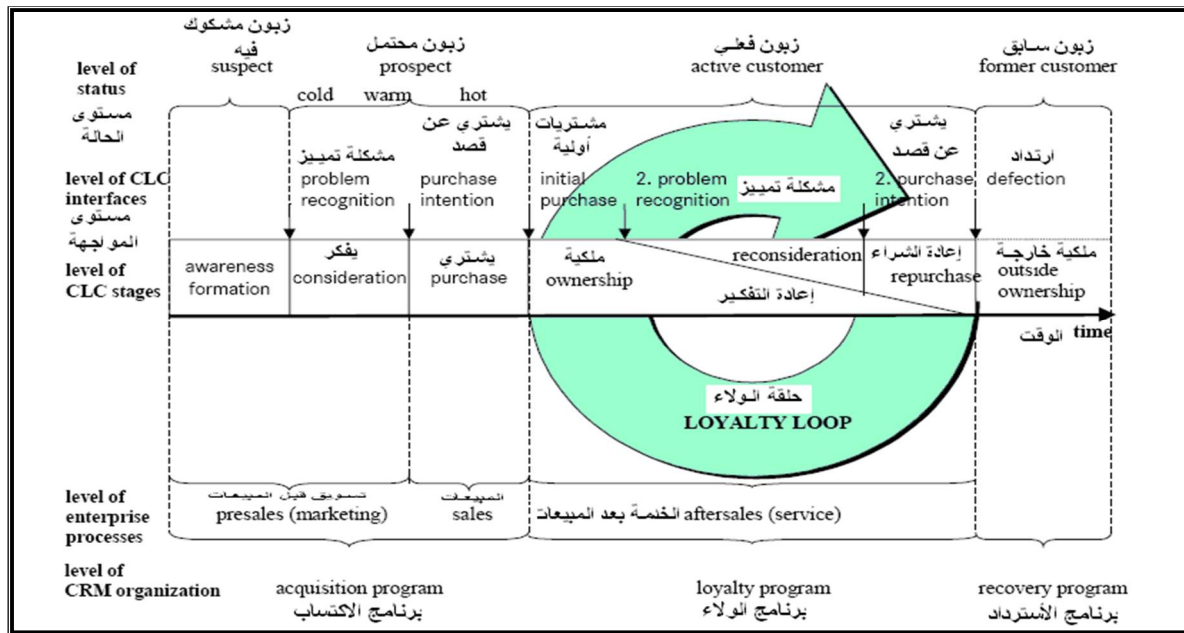 زبون مشكوك
فيه
suspect
زبون محتمل
prospect
زبون فعلي
active customer
زبون سابق
former customer
level of
status
مستوى
الحالة
cold warm hot
مشكلة تمييز
problem
recognition
يشتري عن
قصد
purchase
intention
مشتريات
أولية
initial
purchase
مشكلة تمييز
2. problem
recognition
يشتري
عن قصد
2. purchase
intention
ارتداد
defection
level of CLC
interfaces
مستوى
المواجهة
level of
CLC stages
awareness
formation
يفكر
consideration
يشتري
purchase
ملكية
ownership
reconsideration
إعادة التفكير
إعادة الشراء
repurchase
ملكية خارجة
outside
ownership
الوقت time
حلقة الولاء
LOYALTY LOOP
level of
enterprise
processes
تسويق قبل المبيعات
presales (marketing)
المبيعات
sales
الخدمة بعد المبيعات aftersales (service)
level of
CRM organization
acquisition program
برنامج الاكتساب
loyalty program
برنامج الولاء
recovery program
برنامج الأسترداد